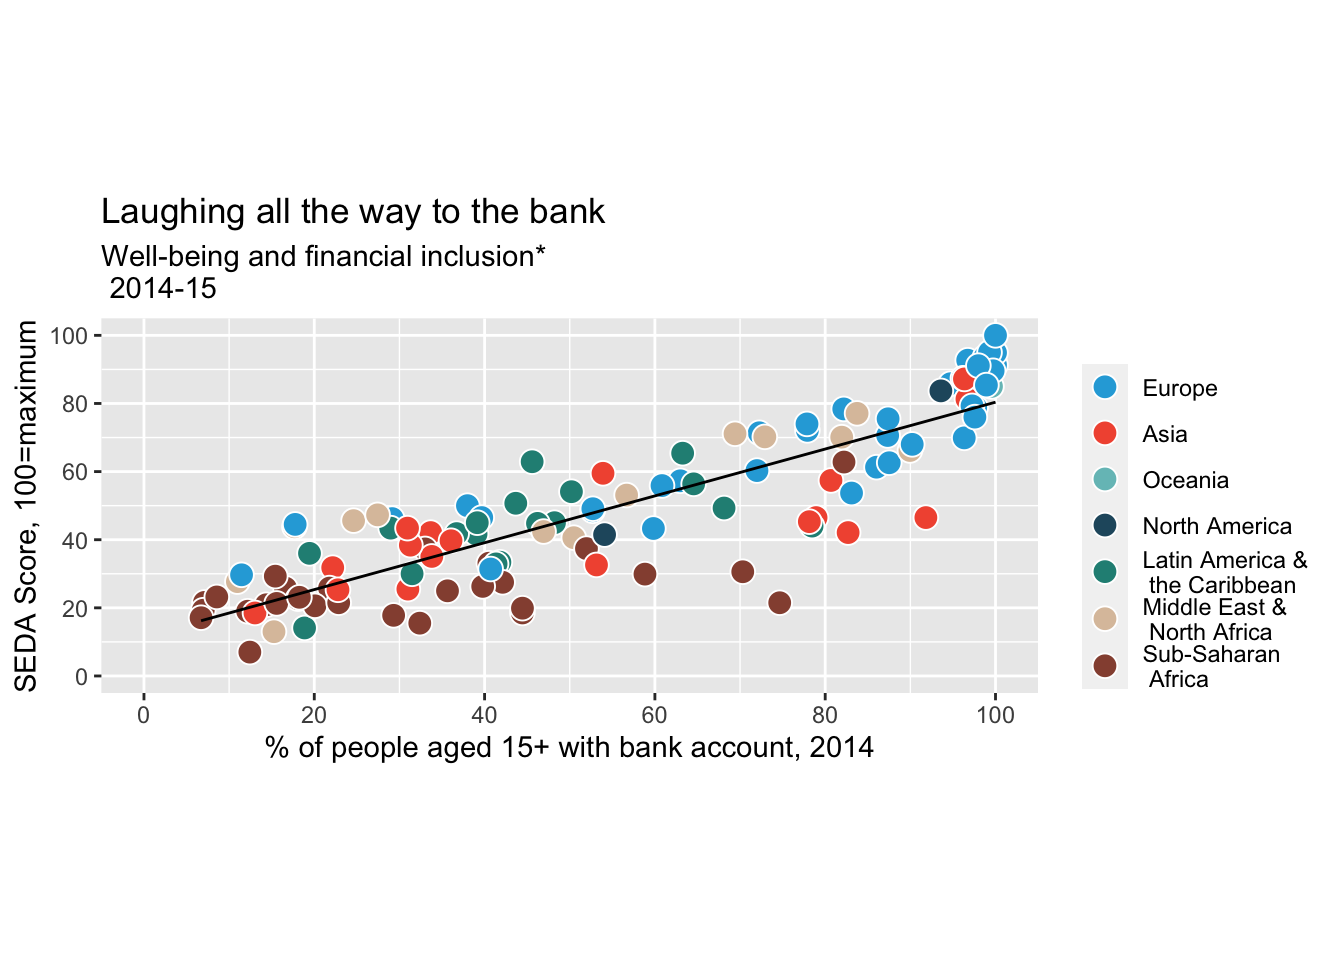 Laughing all the way to the bank
Well-being and financial inclusion*
2014-15
SEDA Score, 100=maximum
100
80
60
40
20
0
0 20 40 60 80 100
% of people aged 15+ with bank account, 2014
Europe
Asia
Oceania
North America
Latin America &
the Caribbean
Middle East &
North Africa
Sub-Saharan
Africa